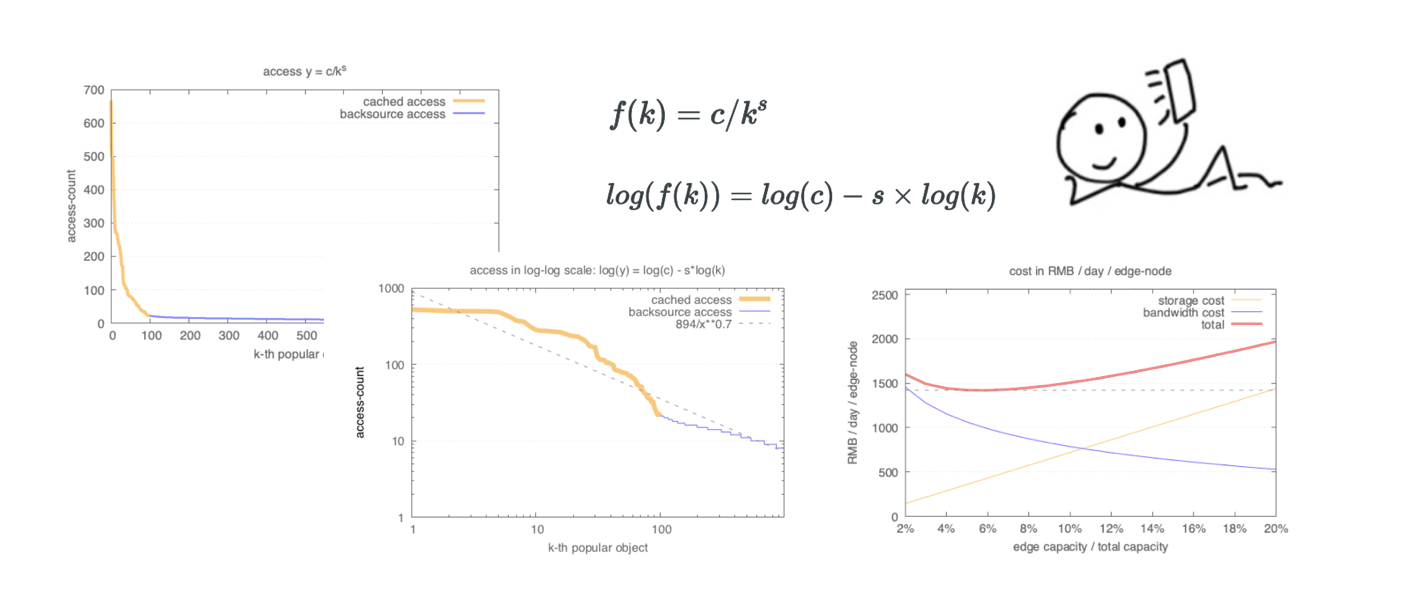 access y = c/k^s
700
600
500
400
300
200
100
0
access-count
cached access
backsource access
0 100 200 300 400 500
k-th popular
f(k) = c/k^s
log(f(k)) = log(c) − s × log(k)
access in log-log scale: log(y) = log(c) - s*log(k)
1000
100
10
1
access-count
cached access
backsource access
894/x**0.7
1 10 100
k-th popular object
cost in RMB / day / edge-node
2500
2000
1500
1000
500
0
RMB / day / edge-node
storage cost
bandwidth cost
total
2% 4% 6% 8% 10% 12% 14% 16% 18% 20%
edge capacity / total capacity